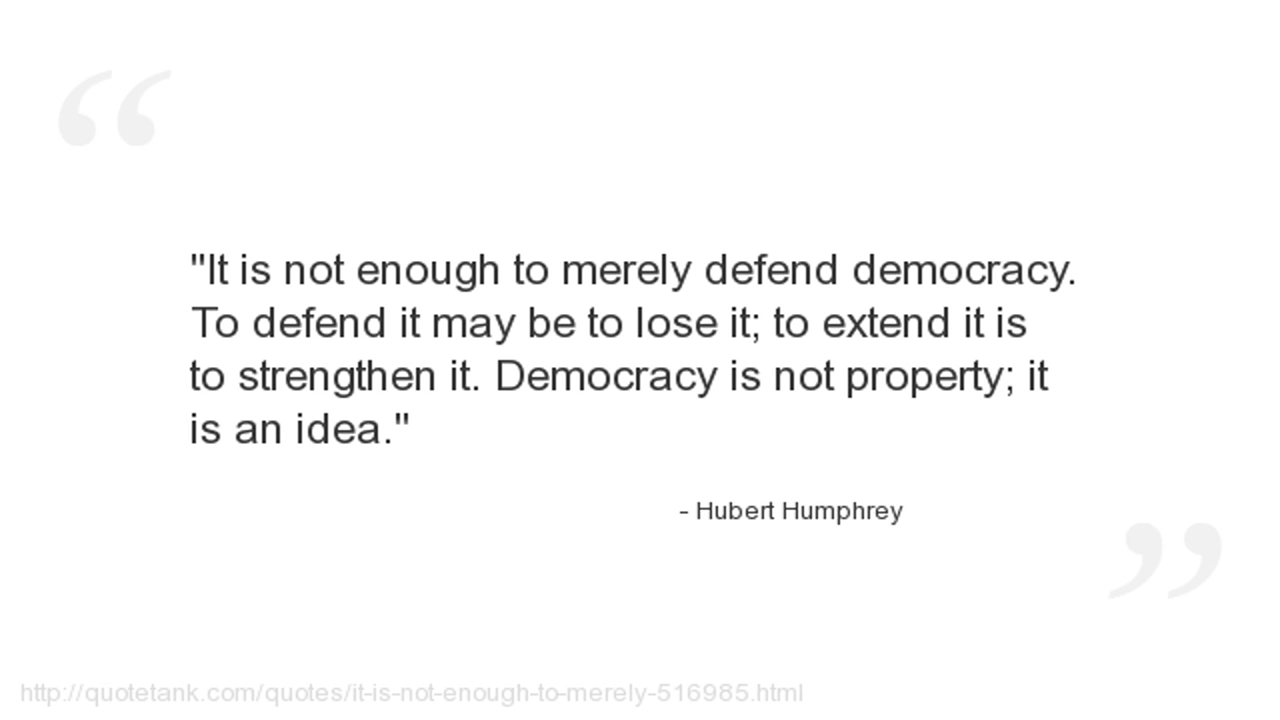 "It is not enough to merely defend democracy.
To defend it may be to lose it; to extend it is
to strengthen it. Democracy is not property; it
is an idea."
- Hubert Humphrey
http://quotetank.com/quotes/it-is-not-enough-to-merely-516985.html